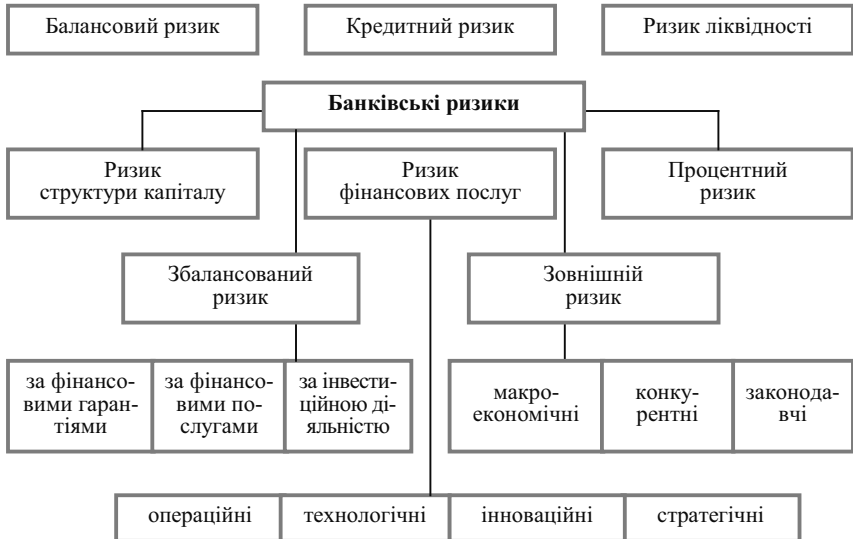 Балансовий ризик
Кредитний ризик
Ризик ліквідності
Банківські ризики
Ризик
структури капіталу
Ризик
фінансових послуг
Процентний
ризик
Збалансований
ризик
Зовнішній
ризик
за фінансо-
вими гаран-
тіями
за фінансо-
вими по-
слугами
за інвести-
ційною ді-
яльністю
макро-
економічні
конку-
рентні
законодав-
чі
операційні
технологічні
інноваційні
стратегічні